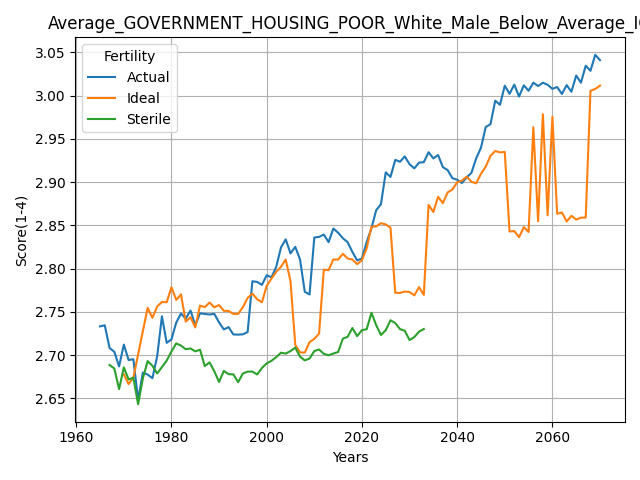 Average_GOVERNMENT_HOUSING_POOR_White_Male_Below_Average_I
Fertility
Actual
Ideal
Sterile
Score(1-4)
3.05
3.00
2.95
2.90
2.85
2.80
2.75
2.70
2.65
1960 1980 2000 2020 2040 2060
Years